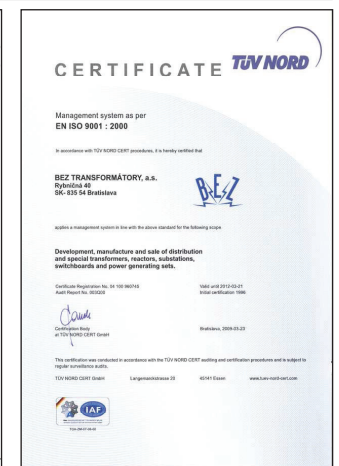 CERTIFICATE
TÜV NORD
Management system as per
EN ISO 9001 : 2000
In accordance with TÜV NORD CERT procedures, it is hereby certified that
BEZ TRANSFORMÁTORY, a.s.
Rybničná 40
SK- 835 54 Bratislava
BEZ
applies a management system in line with the above standard for the following scope
Development, manufacture and sale of distribution
and special transformers, reactors, substations,
switchboards and power generating sets.
Certificate Registration No. 04 100 960748
Valid until 2012-03-21
Audit Report No.
Initial certification 1996
Certification Body
at TÜV NORD CERT GmbH
Bratislava, 2009-03-22
This certification was conducted in accordance with the TÜV NORD CERT auditing and certification procedures and is subject to
regular surveillance audits.
TÜV NORD CERT GmbH Langemarckstrasse 20 45141 Essen www.tuev-nord-cert.com
IAF